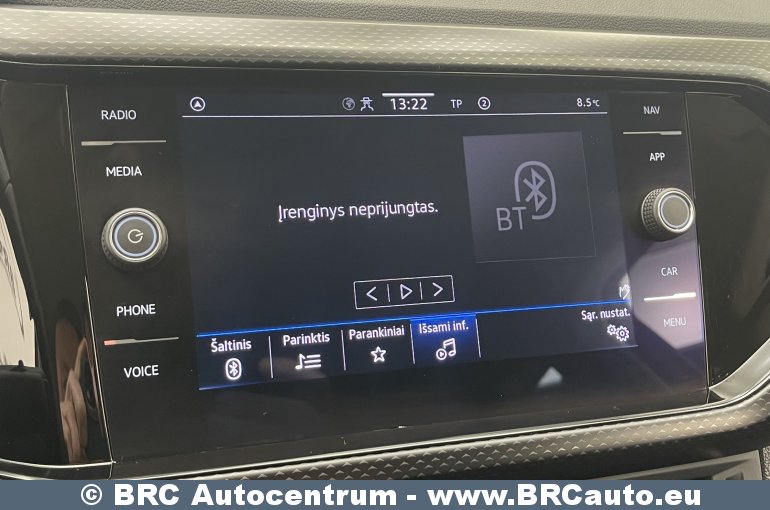 RADIO
MEDIA
PHONE
VOICE
13:22 TP 2 8.5°C
Įrenginys neprijungtas.
BT
Šaltinis
Parinktis
Parankiniai
Išsami inf.
Sąr. nustat.
NAV
APP
CAR
MENU
© BRC Autocentrum - www.BRCauto.eu